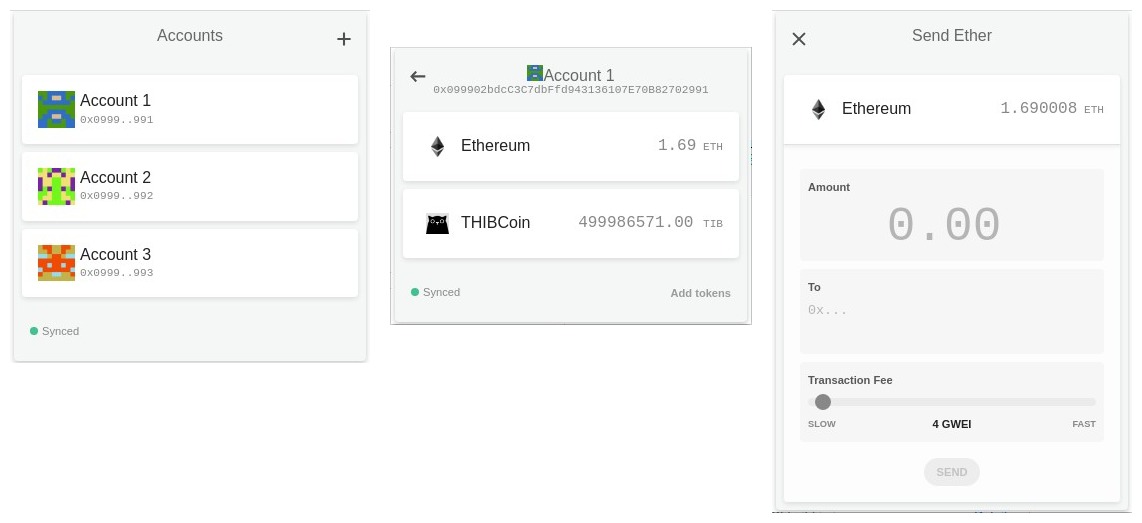 Accounts
+
Account 1
0x0999..991
Account 2
0x0999..992
Account 3
0x0999..993
Synced
Account 1
0x099902bdcC3C7dbFfd943136107E70B82702991
Ethereum 1.69 ETH
THIBCoin 499986571.00 TIB
Synced Add tokens
Send Ether
Ethereum 1.690008 ETH
Amount
0.00
To
0x...
Transaction Fee
SLOW 4 GWEI FAST
SEND